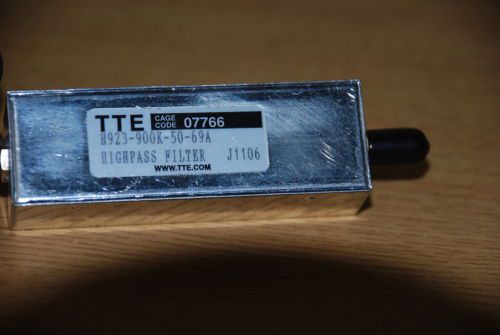 TTE CAGE CODE 07766
H923-900K-50-69A
HIGHPASS FILTER J1106
WWW.TTE.COM